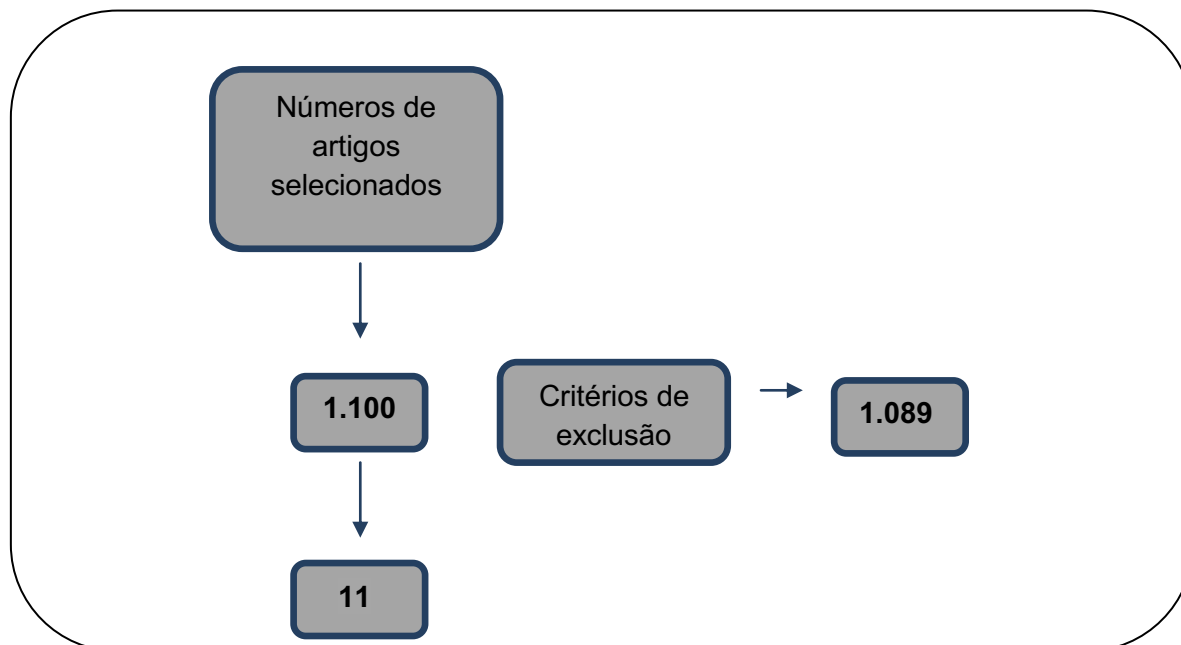 Números de
artigos
selecionados
1.100
Critérios de
exclusão
1.089
11